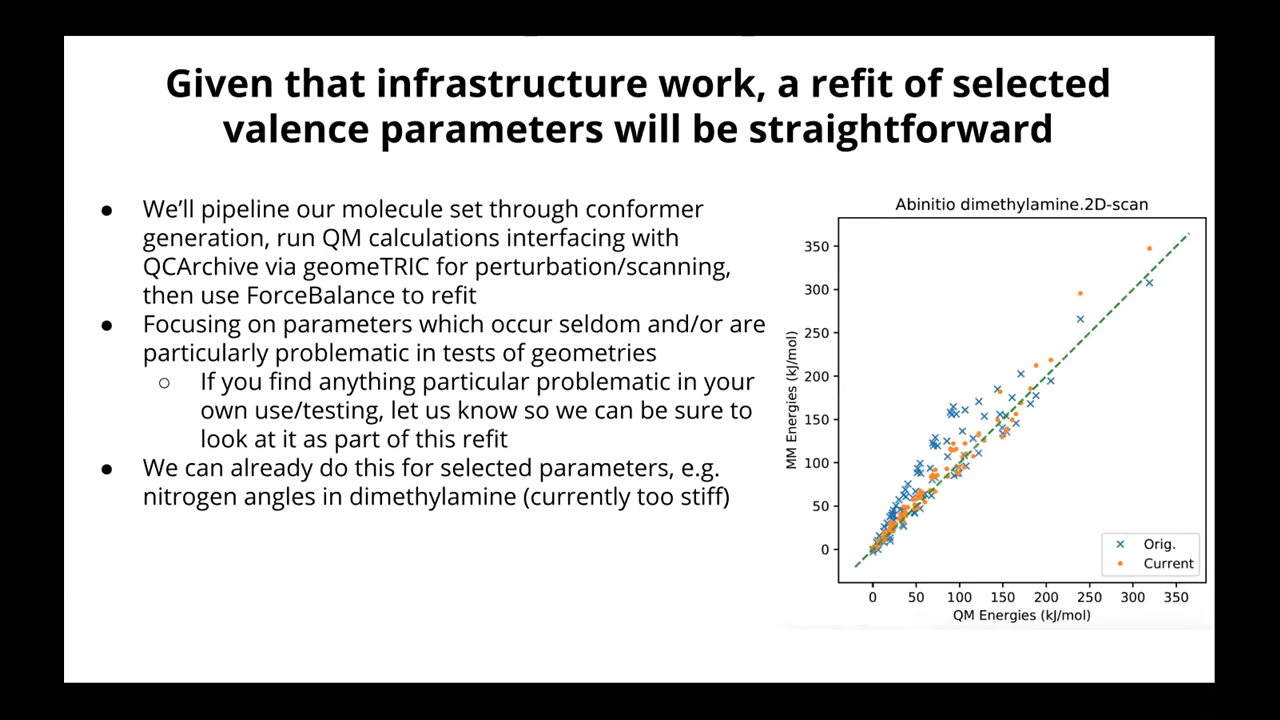 Given that infrastructure work, a refit of selected
valence parameters will be straightforward
● We’ll pipeline our molecule set through conformer
generation, run QM calculations interfacing with
QCArchive via geomeTRIC for perturbation/scanning,
then use ForceBalance to refit
● Focusing on parameters which occur seldom and/or are
particularly problematic in tests of geometries
○ If you find anything particular problematic in your
own use/testing, let us know so we can be sure to
look at it as part of this refit
● We can already do this for selected parameters, e.g.
nitrogen angles in dimethylamine (currently too stiff)
Abinitio dimethylamine.2D-scan
MM Energies (kJ/mol)
350
300
250
200
150
100
50
0
Orig.
Current
0 50 100 150 200 250 300 350
QM Energies (kJ/mol)